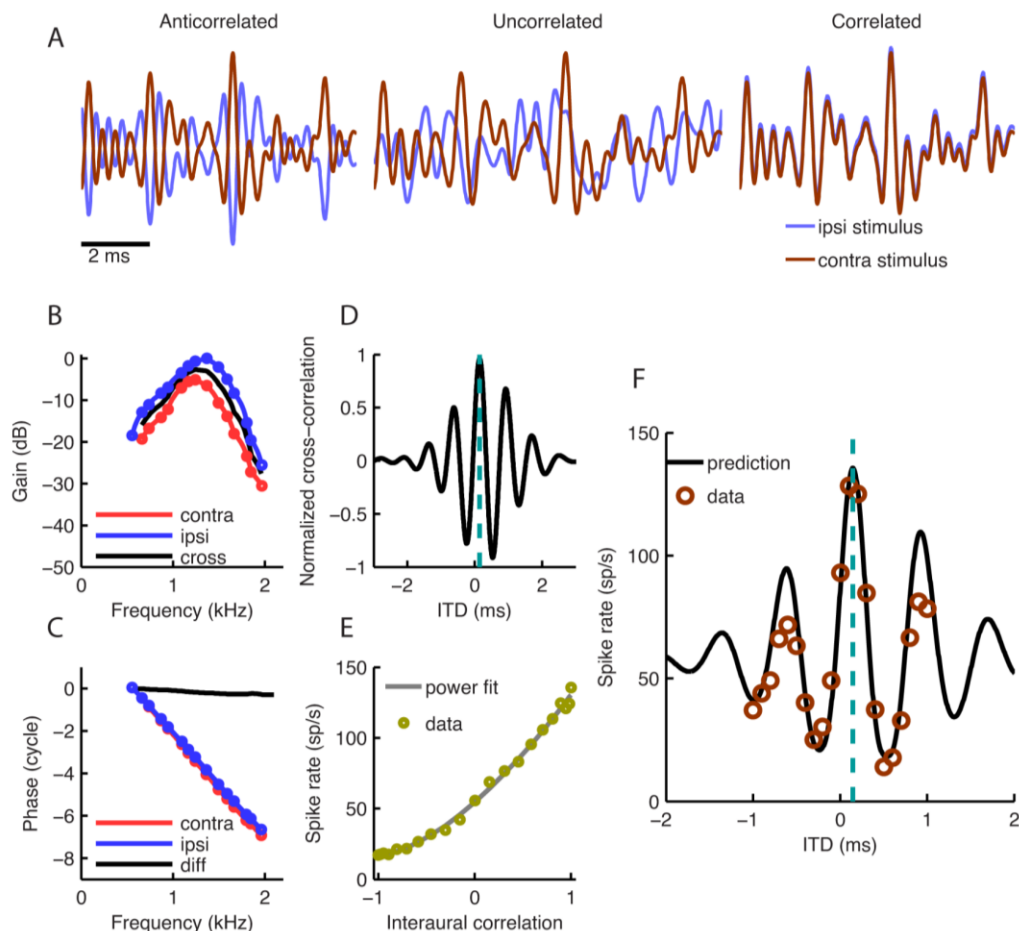 A
Anticorrelated
Uncorrelated
Correlated
2 ms
ipsi stimulus
contra stimulus
B
0
−10
−20
−30
−40
−50
Gain (dB)
contra
ipsi
cross
0
1
2
Frequency (kHz)
C
0
−2
−4
−6
−8
Phase (cycle)
contra
ipsi
diff
0
1
2
Frequency (kHz)
D
1
0.5
0
−0.5
−1
Normalized cross−correlation
−2
0
2
ITD (ms)
E
150
100
50
0
Spike rate (sp/s)
power fit
data
−1
0
1
Interaural correlation
F
150
100
50
0
Spike rate (sp/s)
prediction
data
−2
−1
0
1
2
ITD (ms)